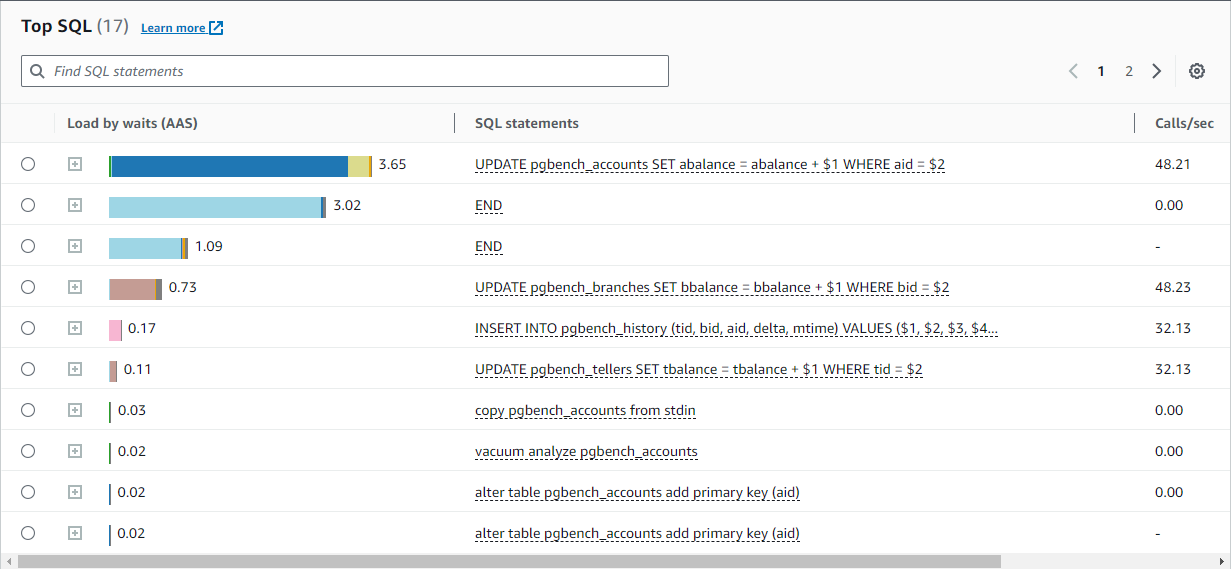 Top SQL (17) Learn more
Find SQL statements
1 2
Load by waits (AAS) SQL statements Calls/sec
3.65 UPDATE pgbench_accounts SET abalance = abalance + $1 WHERE aid = $2 48.21
3.02 END 0.00
1.09 END -
0.73 UPDATE pgbench_branches SET bbalance = bbalance + $1 WHERE bid = $2 48.23
0.17 INSERT INTO pgbench_history (tid, bid, aid, delta, mtime) VALUES ($1, $2, $3, $4... 32.13
0.11 UPDATE pgbench_tellers SET tbalance = tbalance + $1 WHERE tid = $2 32.13
0.03 copy pgbench_accounts from stdin 0.00
0.02 vacuum analyze pgbench_accounts 0.00
0.02 alter table pgbench_accounts add primary key (aid) 0.00
0.02 alter table pgbench_accounts add primary key (aid) -